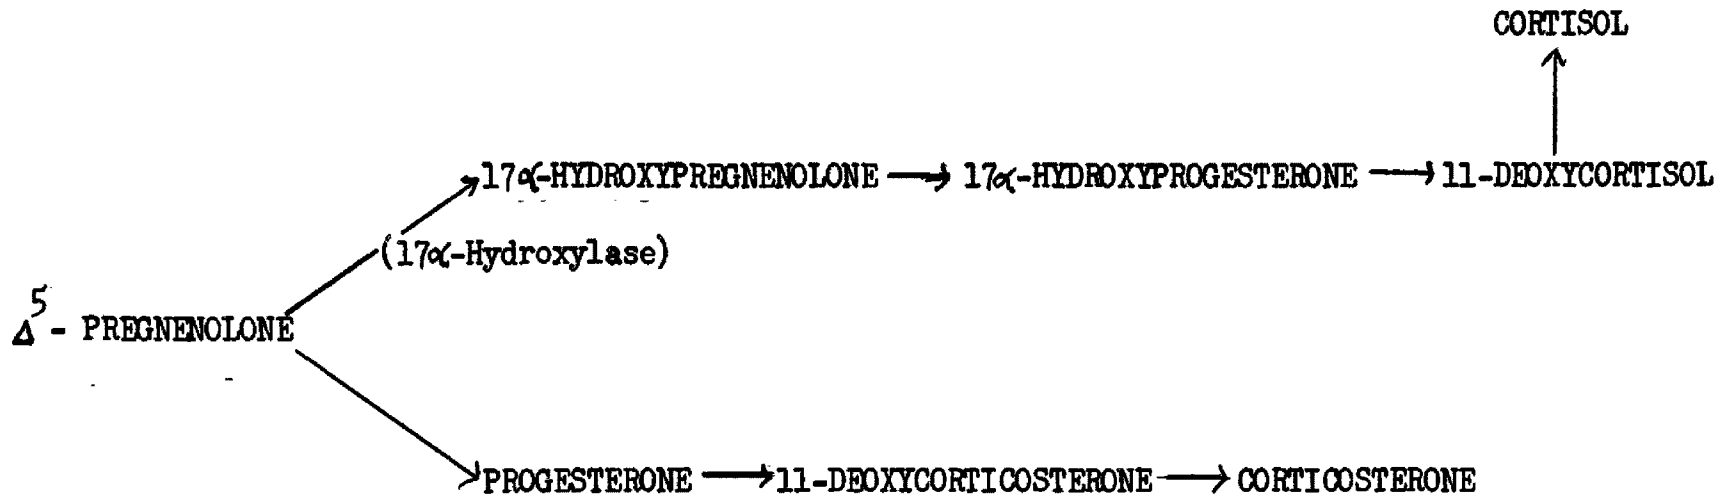 CORTISOL
17α-HYDROXYPREGNENOLONE → 17α-HYDROXYPROGESTERONE → 11-DEOXYCORTISOL
(17α-Hydroxylase)
Δ⁵- PREGNENOLONE
PROGESTERONE → 11-DEOXYCORTICOSTERONE → CORTICOSTERONE